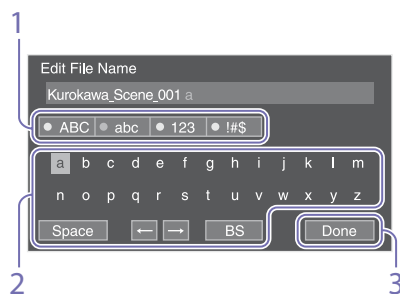 1
Edit File Name
Kurokawa_Scene_001 a
ABC abc 123 !#$
a b c d e f g h i j k l m
n o p q r s t u v w x y z
Space ← → BS Done
2 3